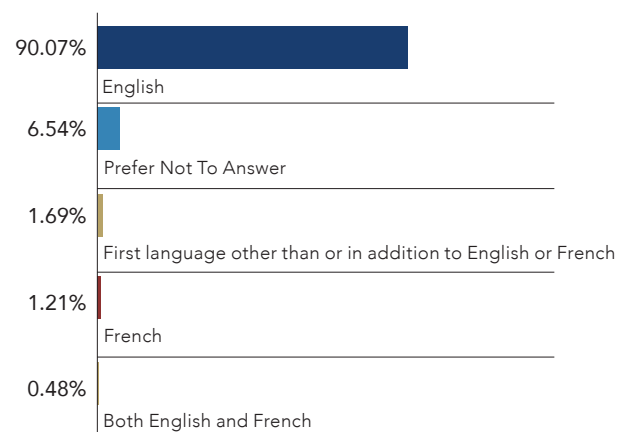 90.07%
English
6.54%
Prefer Not To Answer
1.69%
First language other than or in addition to English or French
1.21%
French
0.48%
Both English and French